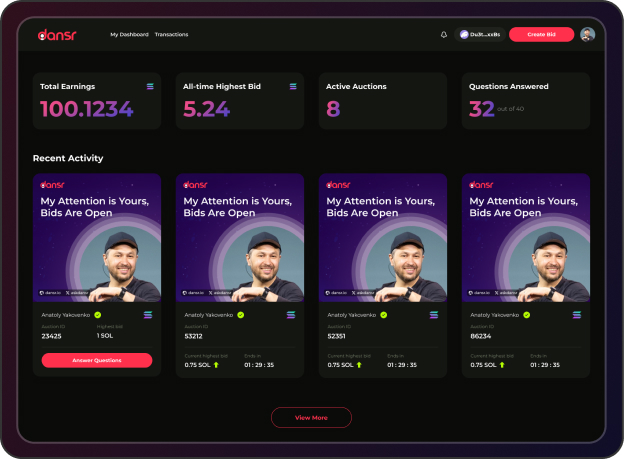 dansr
My Dashboard Transactions
Du3t...xxBs
Create Bid
Total Earnings
100.1234
All-time Highest Bid
5.24
Active Auctions
8
Questions Answered
32 out of 40
Recent Activity
dansr
My Attention is Yours,
Bids Are Open
dansr.io askdansr
Anatoly Yakovenko
Auction ID Highest bid
23425 1 SOL
Answer Questions
dansr
My Attention is Yours,
Bids Are Open
dansr.io askdansr
Anatoly Yakovenko
Auction ID
53212
Current highest bid Ends in
0.75 SOL 01 : 29 : 35
dansr
My Attention is Yours,
Bids Are Open
dansr.io askdansr
Anatoly Yakovenko
Auction ID
52351
Current highest bid Ends in
0.75 SOL 01 : 29 : 35
dansr
My Attention is Yours,
Bids Are Open
dansr.io askdansr
Anatoly Yakovenko
Auction ID
86234
Current highest bid Ends in
0.75 SOL 01 : 29 : 35
View More